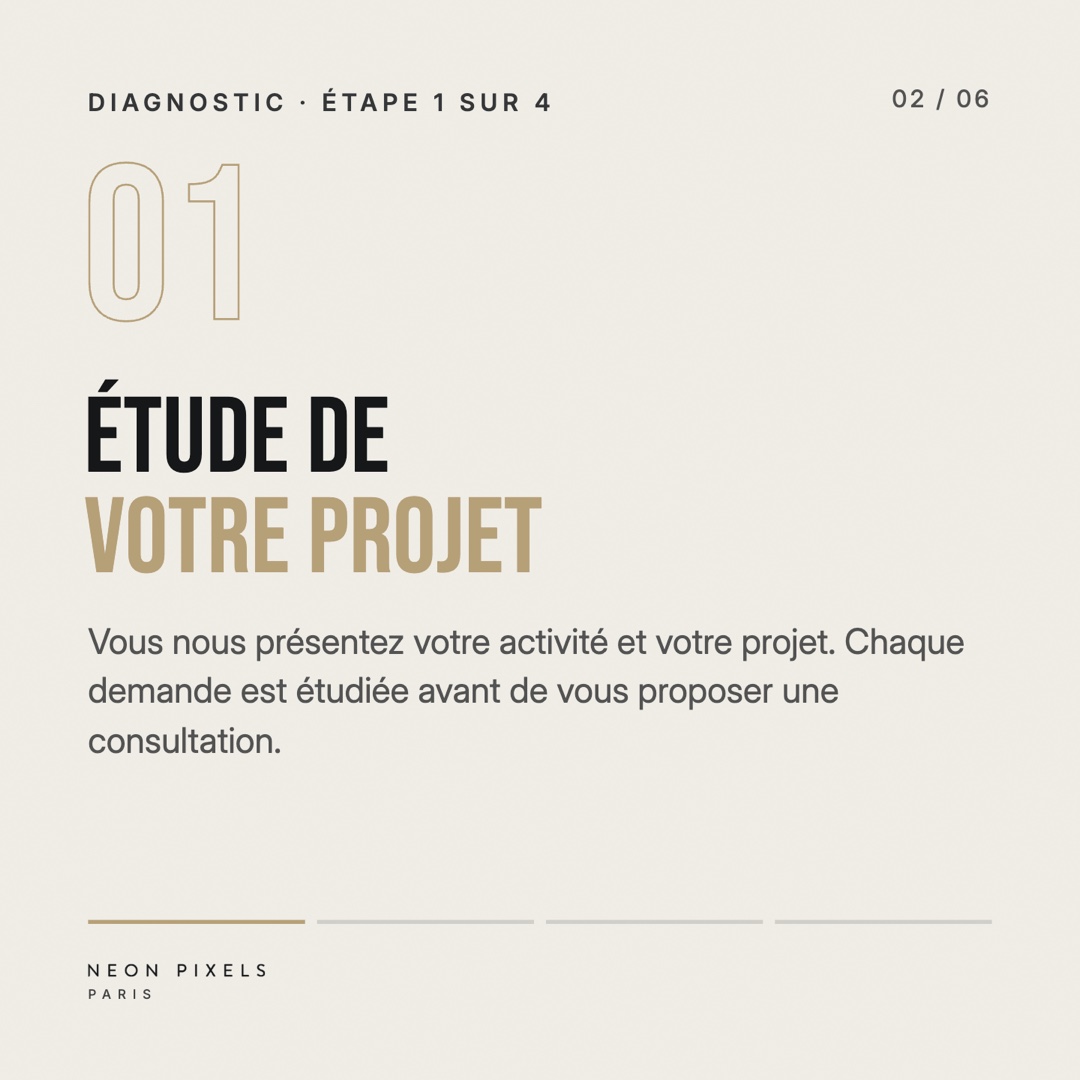 DIAGNOSTIC · ÉTAPE 1 SUR 4
02 / 06
01
ÉTUDE DE
VOTRE PROJET
Vous nous présentez votre activité et votre projet. Chaque
demande est étudiée avant de vous proposer une
consultation.
NEON PIXELS
PARIS